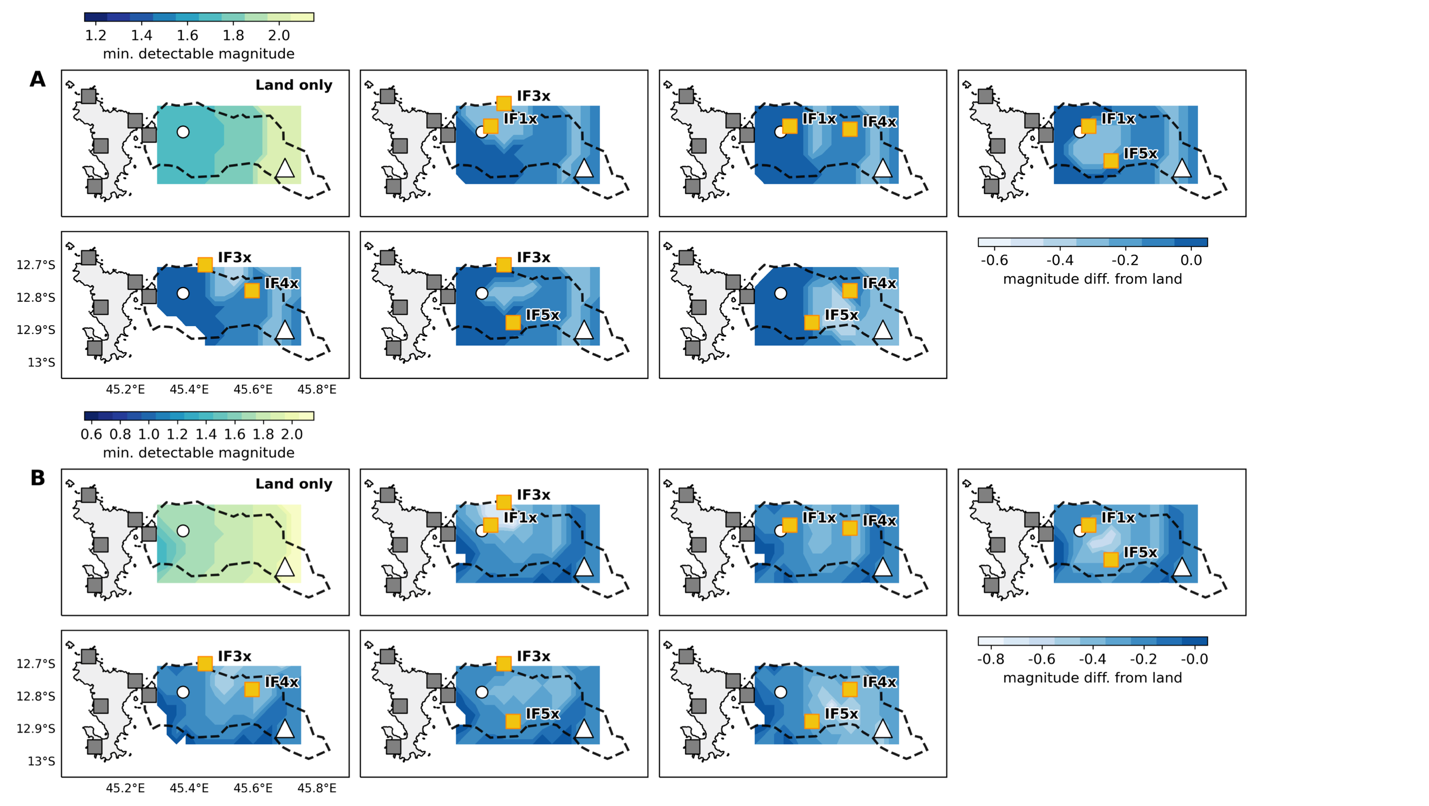 1.2 1.4 1.6 1.8 2.0
min. detectable magnitude
A
Land only
IF3x
IF1x
IF1x
IF4x
IF1x
IF5x
12.7°S
12.8°S
12.9°S
13°S
IF3x
IF4x
IF3x
IF5x
IF4x
IF5x
-0.6 -0.4 -0.2 0.0
magnitude diff. from land
45.2°E 45.4°E 45.6°E 45.8°E
0.6 0.8 1.0 1.2 1.4 1.6 1.8 2.0
min. detectable magnitude
B
Land only
IF3x
IF1x
IF1x
IF4x
IF1x
IF5x
12.7°S
12.8°S
12.9°S
13°S
IF3x
IF4x
IF3x
IF5x
IF4x
IF5x
-0.8 -0.6 -0.4 -0.2 -0.0
magnitude diff. from land
45.2°E 45.4°E 45.6°E 45.8°E